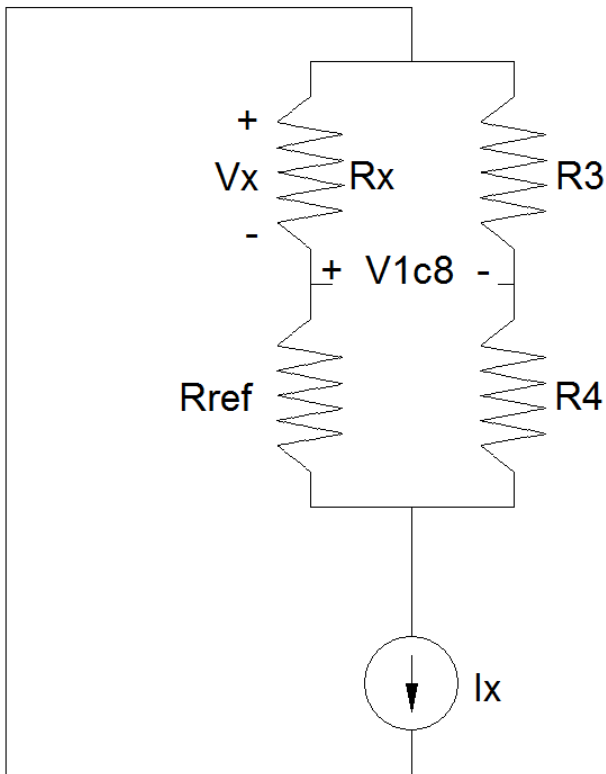 +
Vx Rx R3
-
+ V1c8 -
Rref R4
Ix